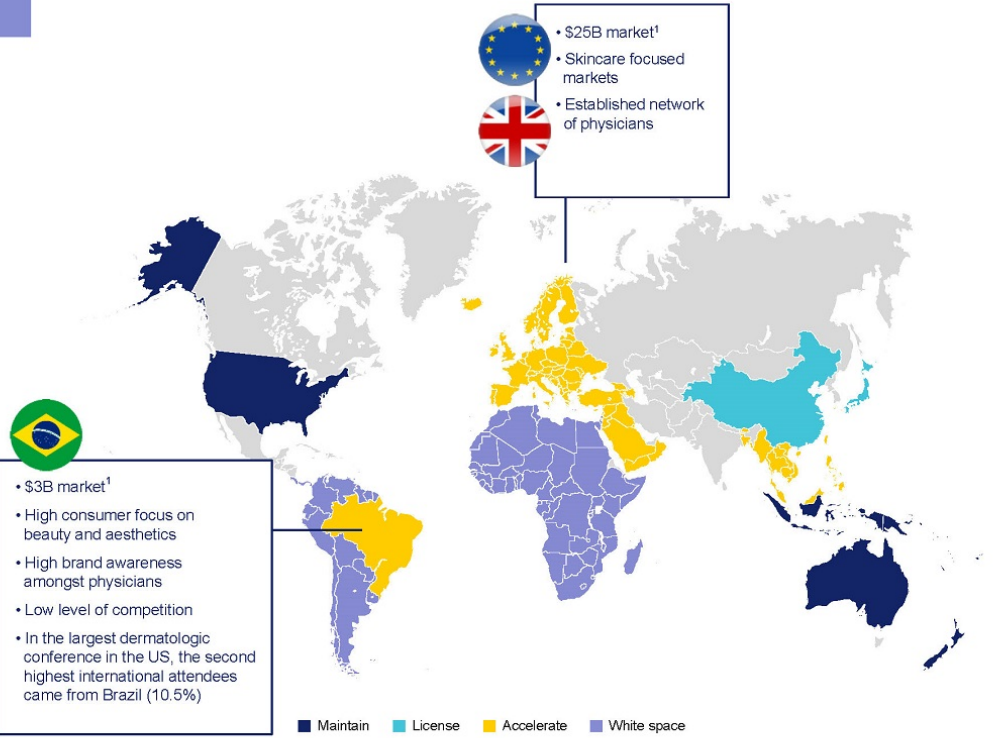 • $25B market¹
• Skincare focused
markets
• Established network
of physicians
• $3B market¹
• High consumer focus on
beauty and aesthetics
• High brand awareness
amongst physicians
• Low level of competition
• In the largest dermatologic
conference in the US, the second
highest international attendees
came from Brazil (10.5%)
Maintain
License
Accelerate
White space